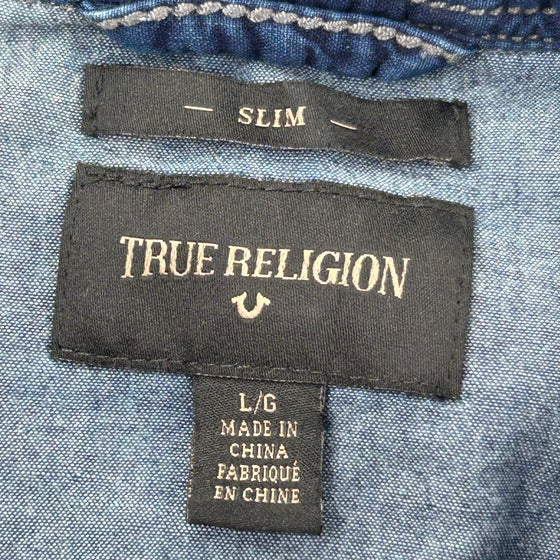 — SLIM —
TRUE RELIGION
L/G
MADE IN
CHINA
FABRIQUÉ
EN CHINE